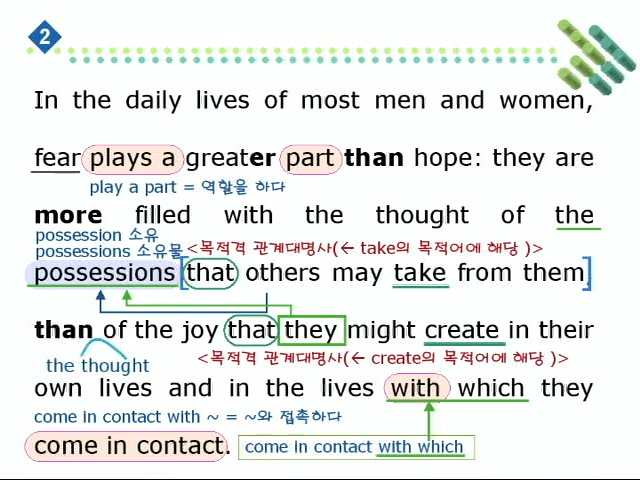 2
In the daily lives of most men and women,
fear plays a greater part than hope: they are
play a part = 역할을 하다
more filled with the thought of the
possession 소유
possessions 소유물 <목적격 관계대명사(← take의 목적어에 해당 )>
possessions [that others may take from them]
than of the joy that they might create in their
the thought <목적격 관계대명사(← create의 목적어에 해당 )>
own lives and in the lives with which they
come in contact with ~ = ~와 접촉하다
come in contact. come in contact with which